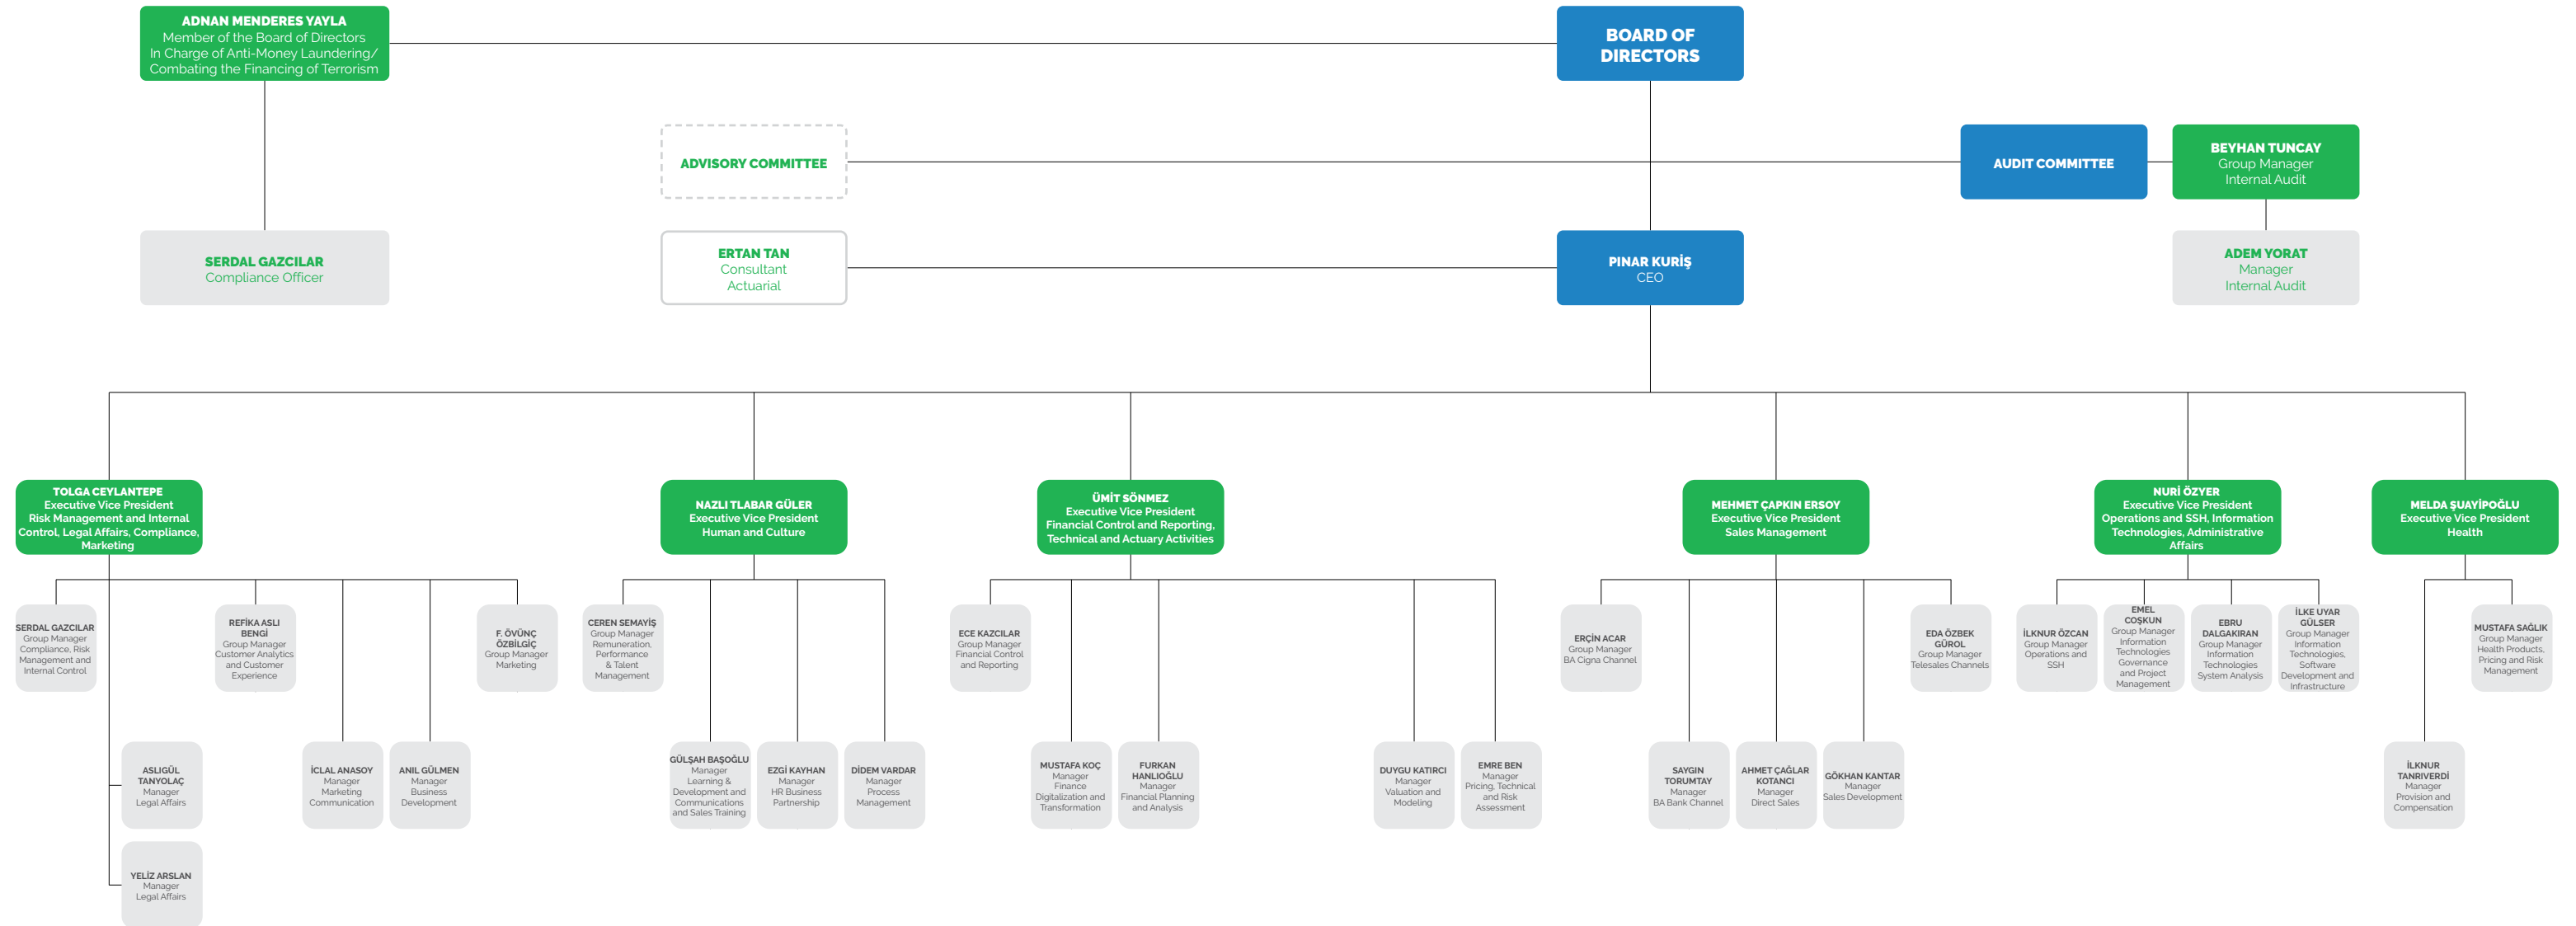 ADNAN MENDERES YAYLA
Member of the Board of Directors
In Charge of Anti-Money Laundering/
Combating the Financing of Terrorism
BOARD OF
DIRECTORS
ADVISORY COMMITTEE
AUDIT COMMITTEE
BEYHAN TUNCAY
Group Manager
Internal Audit
SERDAL GAZCILAR
Compliance Officer
ERTAN TAN
Consultant
Actuarial
PINAR KURİŞ
CEO
ADEM YORAT
Manager
Internal Audit
TOLGA CEYLANTEPE
Executive Vice President
Risk Management and Internal
Control, Legal Affairs, Compliance,
Marketing
NAZLI TLABAR GÜLER
Executive Vice President
Human and Culture
ÜMİT SÖNMEZ
Executive Vice President
Financial Control and Reporting,
Technical and Actuary Activities
MEHMET ÇAPKIN ERSOY
Executive Vice President
Sales Management
NURİ ÖZYER
Executive Vice President
Operations and SSH, Information
Technologies, Administrative
Affairs
MELDA ŞUAYİPOĞLU
Executive Vice President
Health
SERDAL GAZCILAR
Group Manager
Compliance, Risk
Management and
Internal Control
REFİKA ASLI
BENGİ
Group Manager
Customer Analytics
and Customer
Experience
F. ÖVÜNÇ
ÖZBİLGİÇ
Group Manager
Marketing
CEREN SEMAYİŞ
Group Manager
Remuneration,
Performance
& Talent
Management
ECE KAZCILAR
Group Manager
Financial Control
and Reporting
ERÇİN ACAR
Group Manager
BA Cigna Channel
EDA ÖZBEK
GÜROL
Group Manager
Telesales Channels
İLKNUR ÖZCAN
Group Manager
Operations and
SSH
EMEL
COŞKUN
Group Manager
Information
Technologies
Governance
and Project
Management
EBRU
DALGAKIRAN
Group Manager
Information
Technologies
System Analysis
İLKE UYAR
GÜLSER
Group Manager
Information
Technologies,
Software
Development and
Infrastructure
MUSTAFA SAĞLIK
Group Manager
Health Products,
Pricing and Risk
Management
ASLIGÜL
TANYOLAÇ
Manager
Legal Affairs
İCLAL ANASOY
Manager
Marketing
Communication
ANIL GÜLMEN
Manager
Business
Development
GÜLŞAH BAŞOĞLU
Manager
Learning &
Development and
Communications
and Sales Training
EZGİ KAYHAN
Manager
HR Business
Partnership
DİDEM VARDAR
Manager
Process
Management
MUSTAFA KOÇ
Manager
Finance
Digitalization and
Transformation
FURKAN
HANLIOĞLU
Manager
Financial Planning
and Analysis
DUYGU KATIRCI
Manager
Valuation and
Modeling
EMRE BEN
Manager
Pricing, Technical
and Risk
Assessment
SAYGIN
TORUMTAY
Manager
BA Bank Channel
AHMET ÇAĞLAR
KOTANCI
Manager
Direct Sales
GÖKHAN KANTAR
Manager
Sales Development
İLKNUR
TANRIVERDİ
Manager
Provision and
Compensation
YELİZ ARSLAN
Manager
Legal Affairs